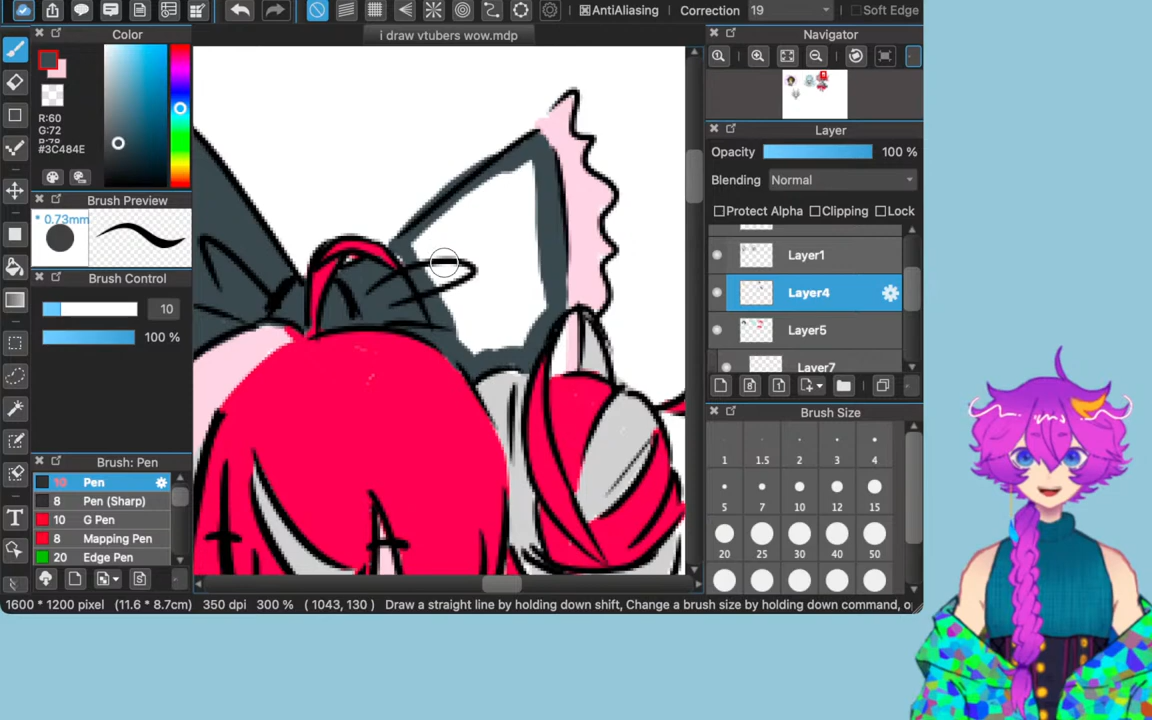 AntiAliasing
Correction
19
Soft Edge
i draw vtubers wow.mdp
Color
R:60
G:72
B:78
#3C484E
Brush Preview
* 0.73mm
Brush Control
10
100 %
Brush: Pen
10 Pen
8 Pen (Sharp)
10 G Pen
8 Mapping Pen
20 Edge Pen
Navigator
Layer
Opacity 100 %
Blending Normal
Protect Alpha Clipping Lock
Layer1
Layer4
Layer5
Layer7
Brush Size
1 1.5 2 3 4
5 7 10 12 15
20 25 30 40 50
1600 * 1200 pixel (11.6 * 8.7cm) 350 dpi 300 % ( 1043, 130 ) Draw a straight line by holding down shift, Change a brush size by holding down command, o